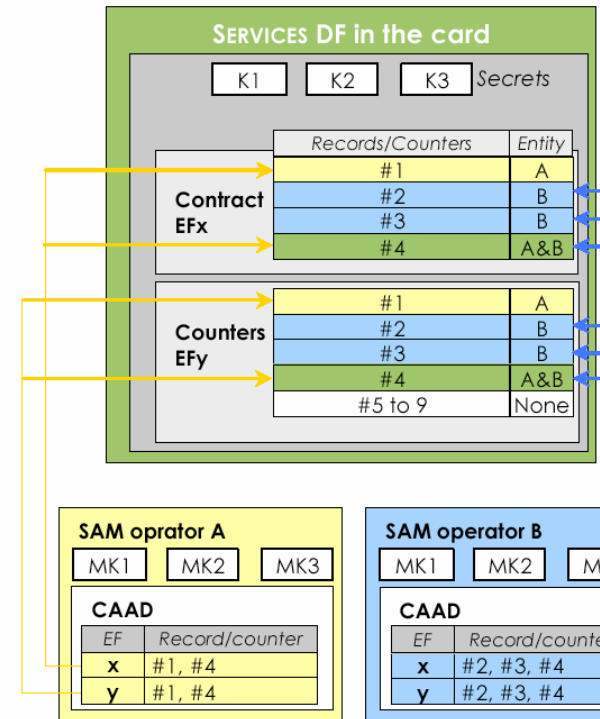 SERVICES DF in the card
K1 K2 K3 Secrets
Records/Counters Entity
Contract EFx
#1 A
#2 B
#3 B
#4 A&B
Counters EFy
#1 A
#2 B
#3 B
#4 A&B
#5 to 9 None
SAM oprator A
MK1 MK2 MK3
CAAD
EF Record/counter
x #1, #4
y #1, #4
SAM operator B
MK1 MK2 M
CAAD
EF Record/counte
x #2, #3, #4
y #2, #3, #4